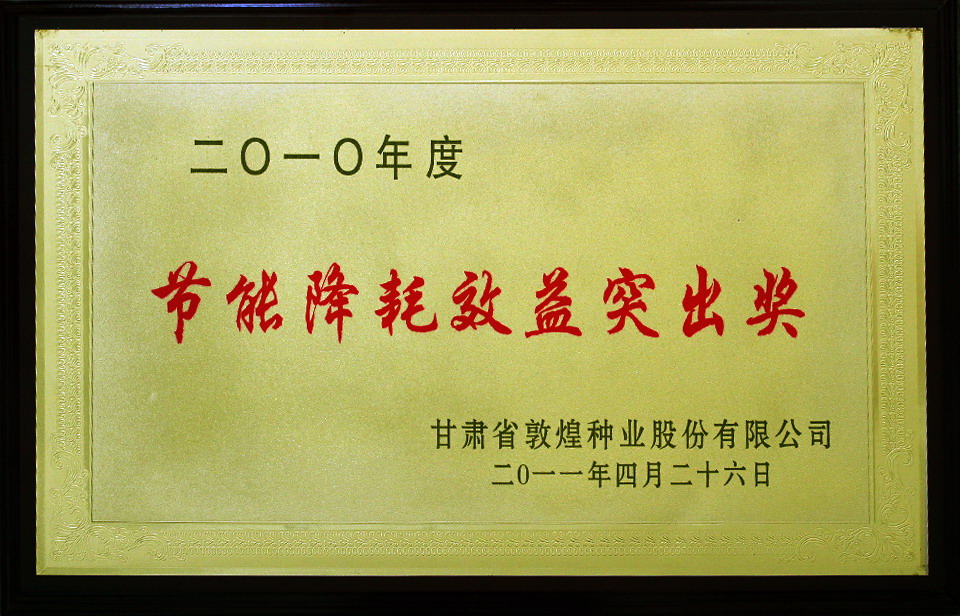 二〇一〇年度
节能降耗效益突出奖
甘肃省敦煌种业股份有限公司
二0一一年四月二十六日